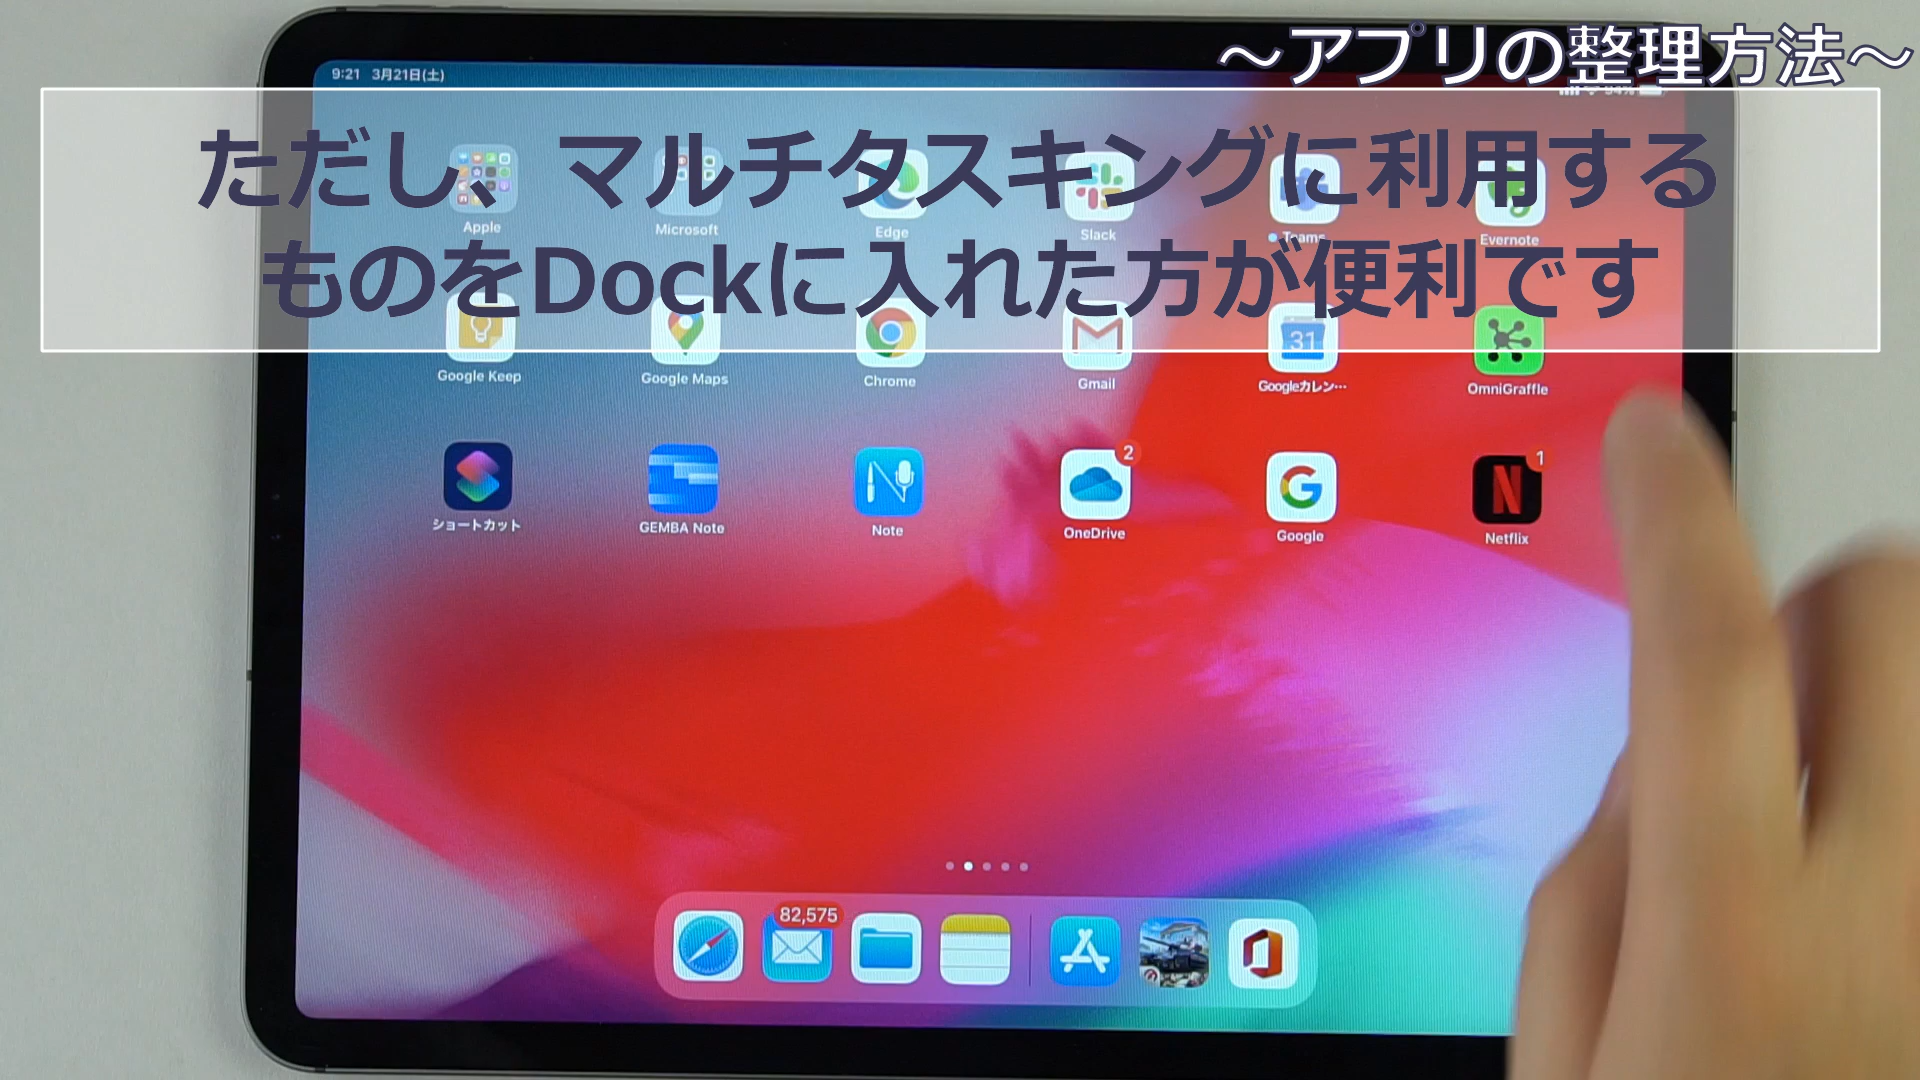 〜アプリの整理方法〜
9:21 3月21日(土)
94%
ただし、マルチタスキングに利用する
ものをDockに入れた方が便利です
Apple
Microsoft
Edge
Slack
Teams
Evernote
31
Google Keep
Google Maps
Chrome
Gmail
Googleカレン…
OmniGraffle
2
1
ショートカット
GEMBA Note
Note
OneDrive
Google
Netflix
82,575